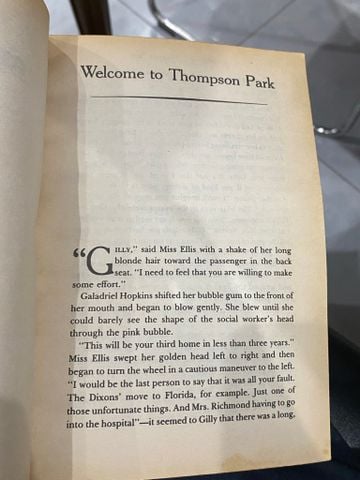 Welcome to Thompson Park
“GILLY,” said Miss Ellis with a shake of her long
blonde hair toward the passenger in the back
seat. “I need to feel that you are willing to make
some effort.”
Galadriel Hopkins shifted her bubble gum to the front of
her mouth and began to blow gently. She blew until she
could barely see the shape of the social worker’s head
through the pink bubble.
“This will be your third home in less than three years.”
Miss Ellis swept her golden head left to right and then
began to turn the wheel in a cautious maneuver to the left.
“I would be the last person to say that it was all your fault.
The Dixons’ move to Florida, for example. Just one of
those unfortunate things. And Mrs. Richmond having to go
into the hospital”—it seemed to Gilly that there was a long,